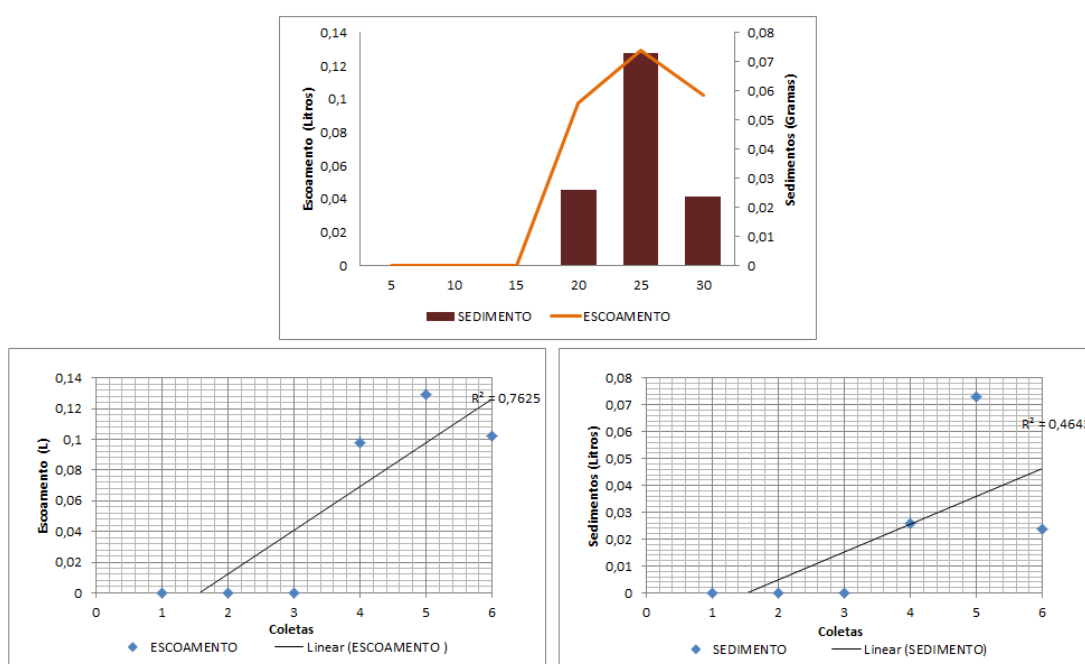 0,14
0,12
0,1
0,08
0,06
0,04
0,02
0
Escoamento (Litros)
0,08
0,07
0,06
0,05
0,04
0,03
0,02
0,01
0
Sedimentos (Gramas)
5 10 15 20 25 30
SEDIMENTO ESCOAMENTO
0,14
0,12
0,1
0,08
0,06
0,04
0,02
0
Escoamento (L)
R² = 0,7625
0 1 2 3 4 5 6
Coletas
ESCOAMENTO Linear (ESCOAMENTO )
0,08
0,07
0,06
0,05
0,04
0,03
0,02
0,01
0
Sedimentos (Litros)
R² = 0,4643
0 1 2 3 4 5 6
Coletas
SEDIMENTO Linear (SEDIMENTO)